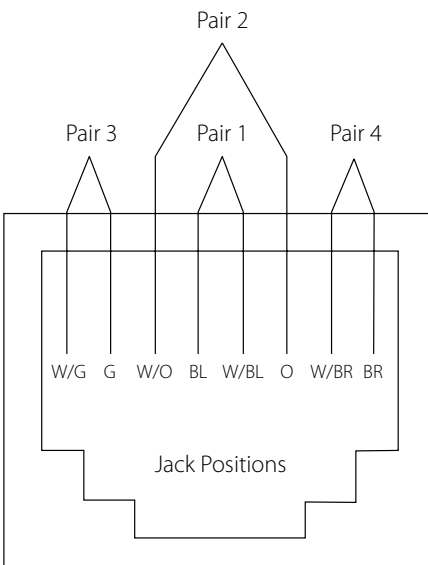 Pair 2
Pair 3 Pair 1 Pair 4
W/G G W/O BL W/BL O W/BR BR
Jack Positions